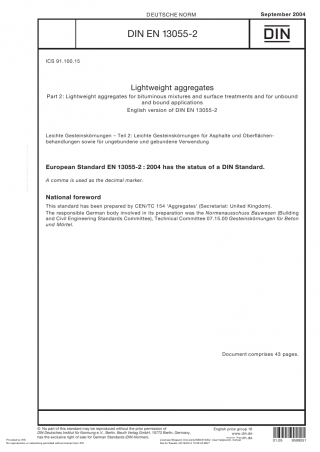 DEUTSCHE NORM
September 2004
DIN EN 13055-2
DIN
ICS 91.100.15
Lightweight aggregates
Part 2: Lightweight aggregates for bituminous mixtures and surface treatments and for unbound
and bound applications
English version of DIN EN 13055-2
Leichte Gesteinskörnungen – Teil 2: Leichte Gesteinskörnungen für Asphalte und Oberflächen-
behandlungen sowie für ungebundene und gebundene Verwendung
European Standard EN 13055-2 : 2004 has the status of a DIN Standard.
A comma is used as the decimal marker.
National foreword
This standard has been prepared by CEN/TC 154 'Aggregates' (Secretariat: United Kingdom).
The responsible German body involved in its preparation was the Normenausschuss Bauwesen (Building
and Civil Engineering Standards Committee), Technical Committee 07.15.00 Gesteinskörnungen für Beton
und Mörtel.
Document comprises 43 pages.
© No part of this standard may be reproduced without the prior permission of
DIN Deutsches Institut für Normung e.V., Berlin. Beuth Verlag GmbH, 10772 Berlin, Germany,
has the exclusive right of sale for German Standards (DIN-Normen).
English price group
www.din.de